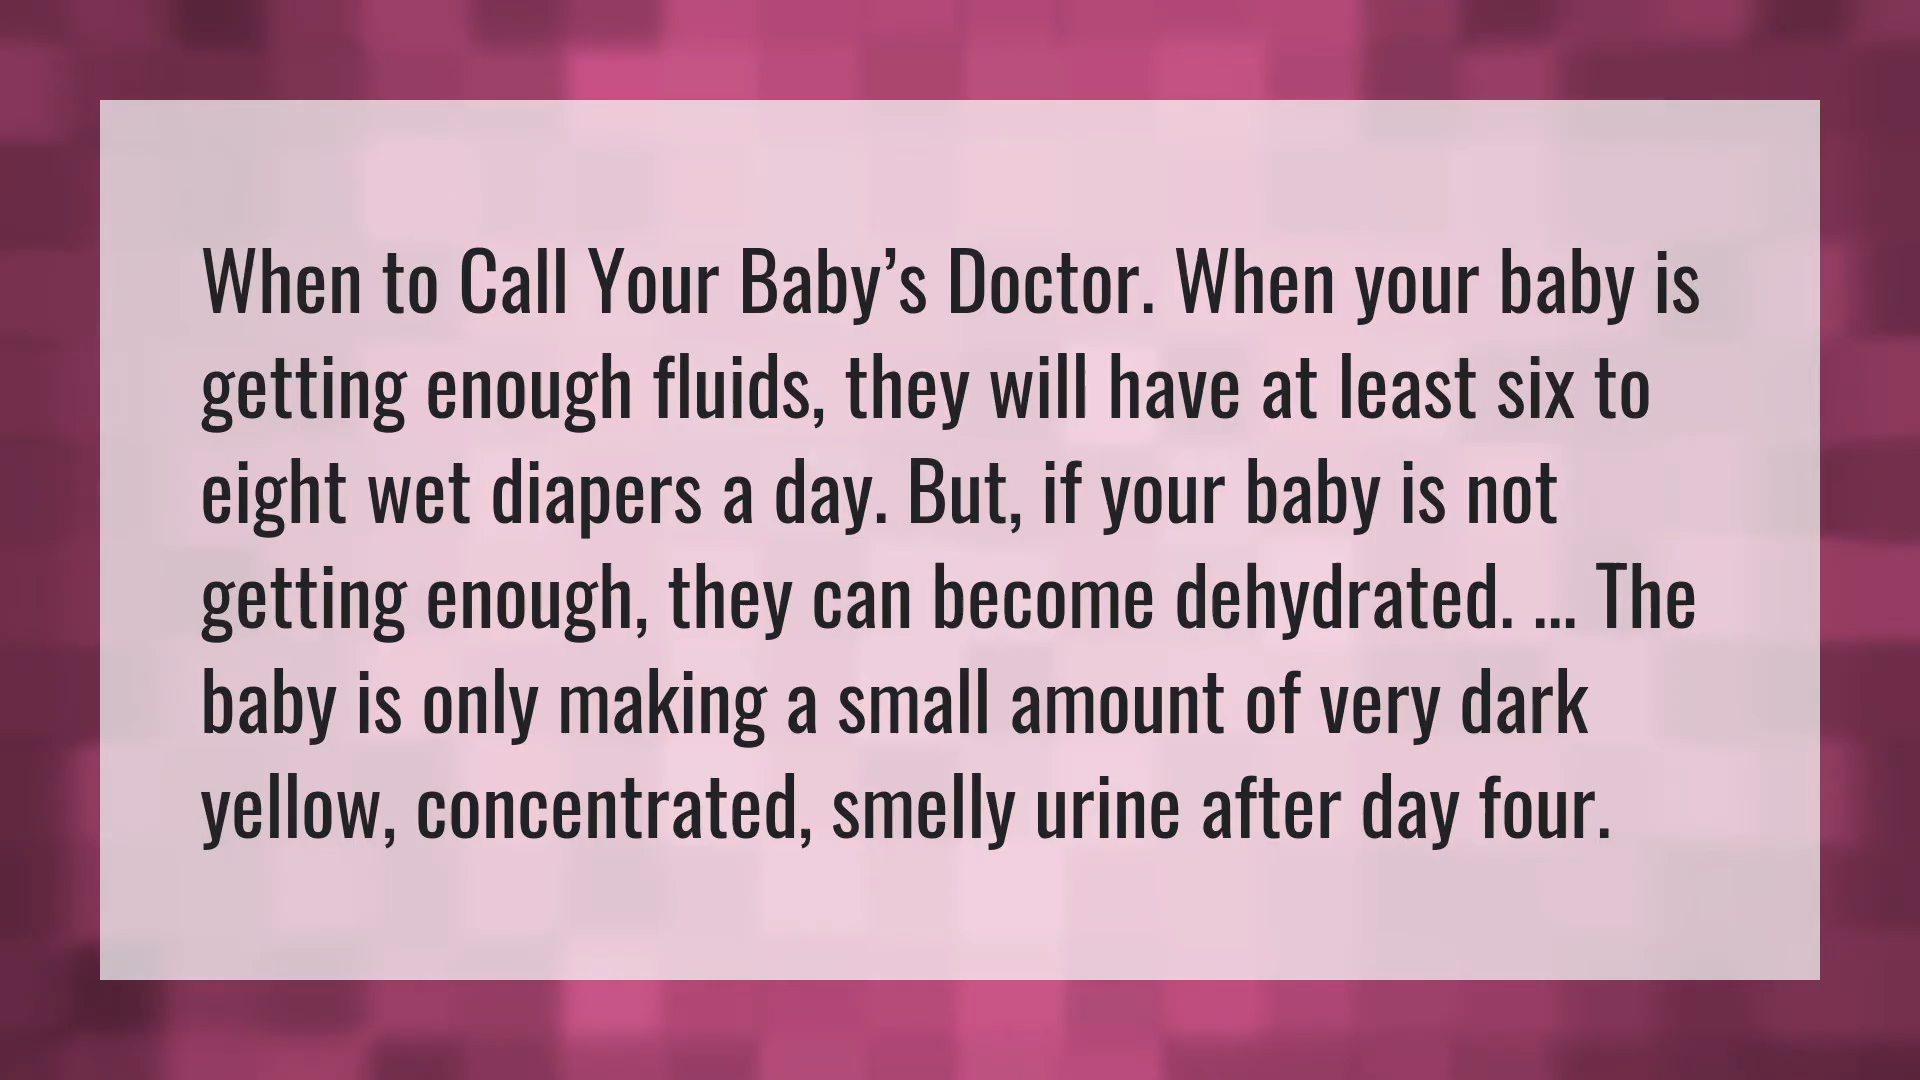 When to Call Your Baby’s Doctor. When your baby is
getting enough fluids, they will have at least six to
eight wet diapers a day. But, if your baby is not
getting enough, they can become dehydrated. ... The
baby is only making a small amount of very dark
yellow, concentrated, smelly urine after day four.